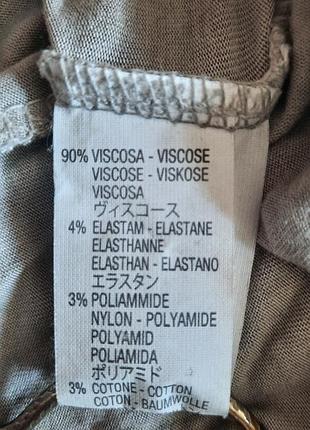 90% VISCOSA - VISCOSE
VISCOSE - VISKOSE
VISCOSA
ヴィスコース
4% ELASTAM - ELASTANE
ELASTHANNE
ELASTHAN - ELASTANO
エラスタン
3% POLIAMMIDE
NYLON - POLYAMIDE
POLYAMID
POLIAMIDA
ポリアミド
3% COTONE - COTTON
COTON - BAUMWOLLE